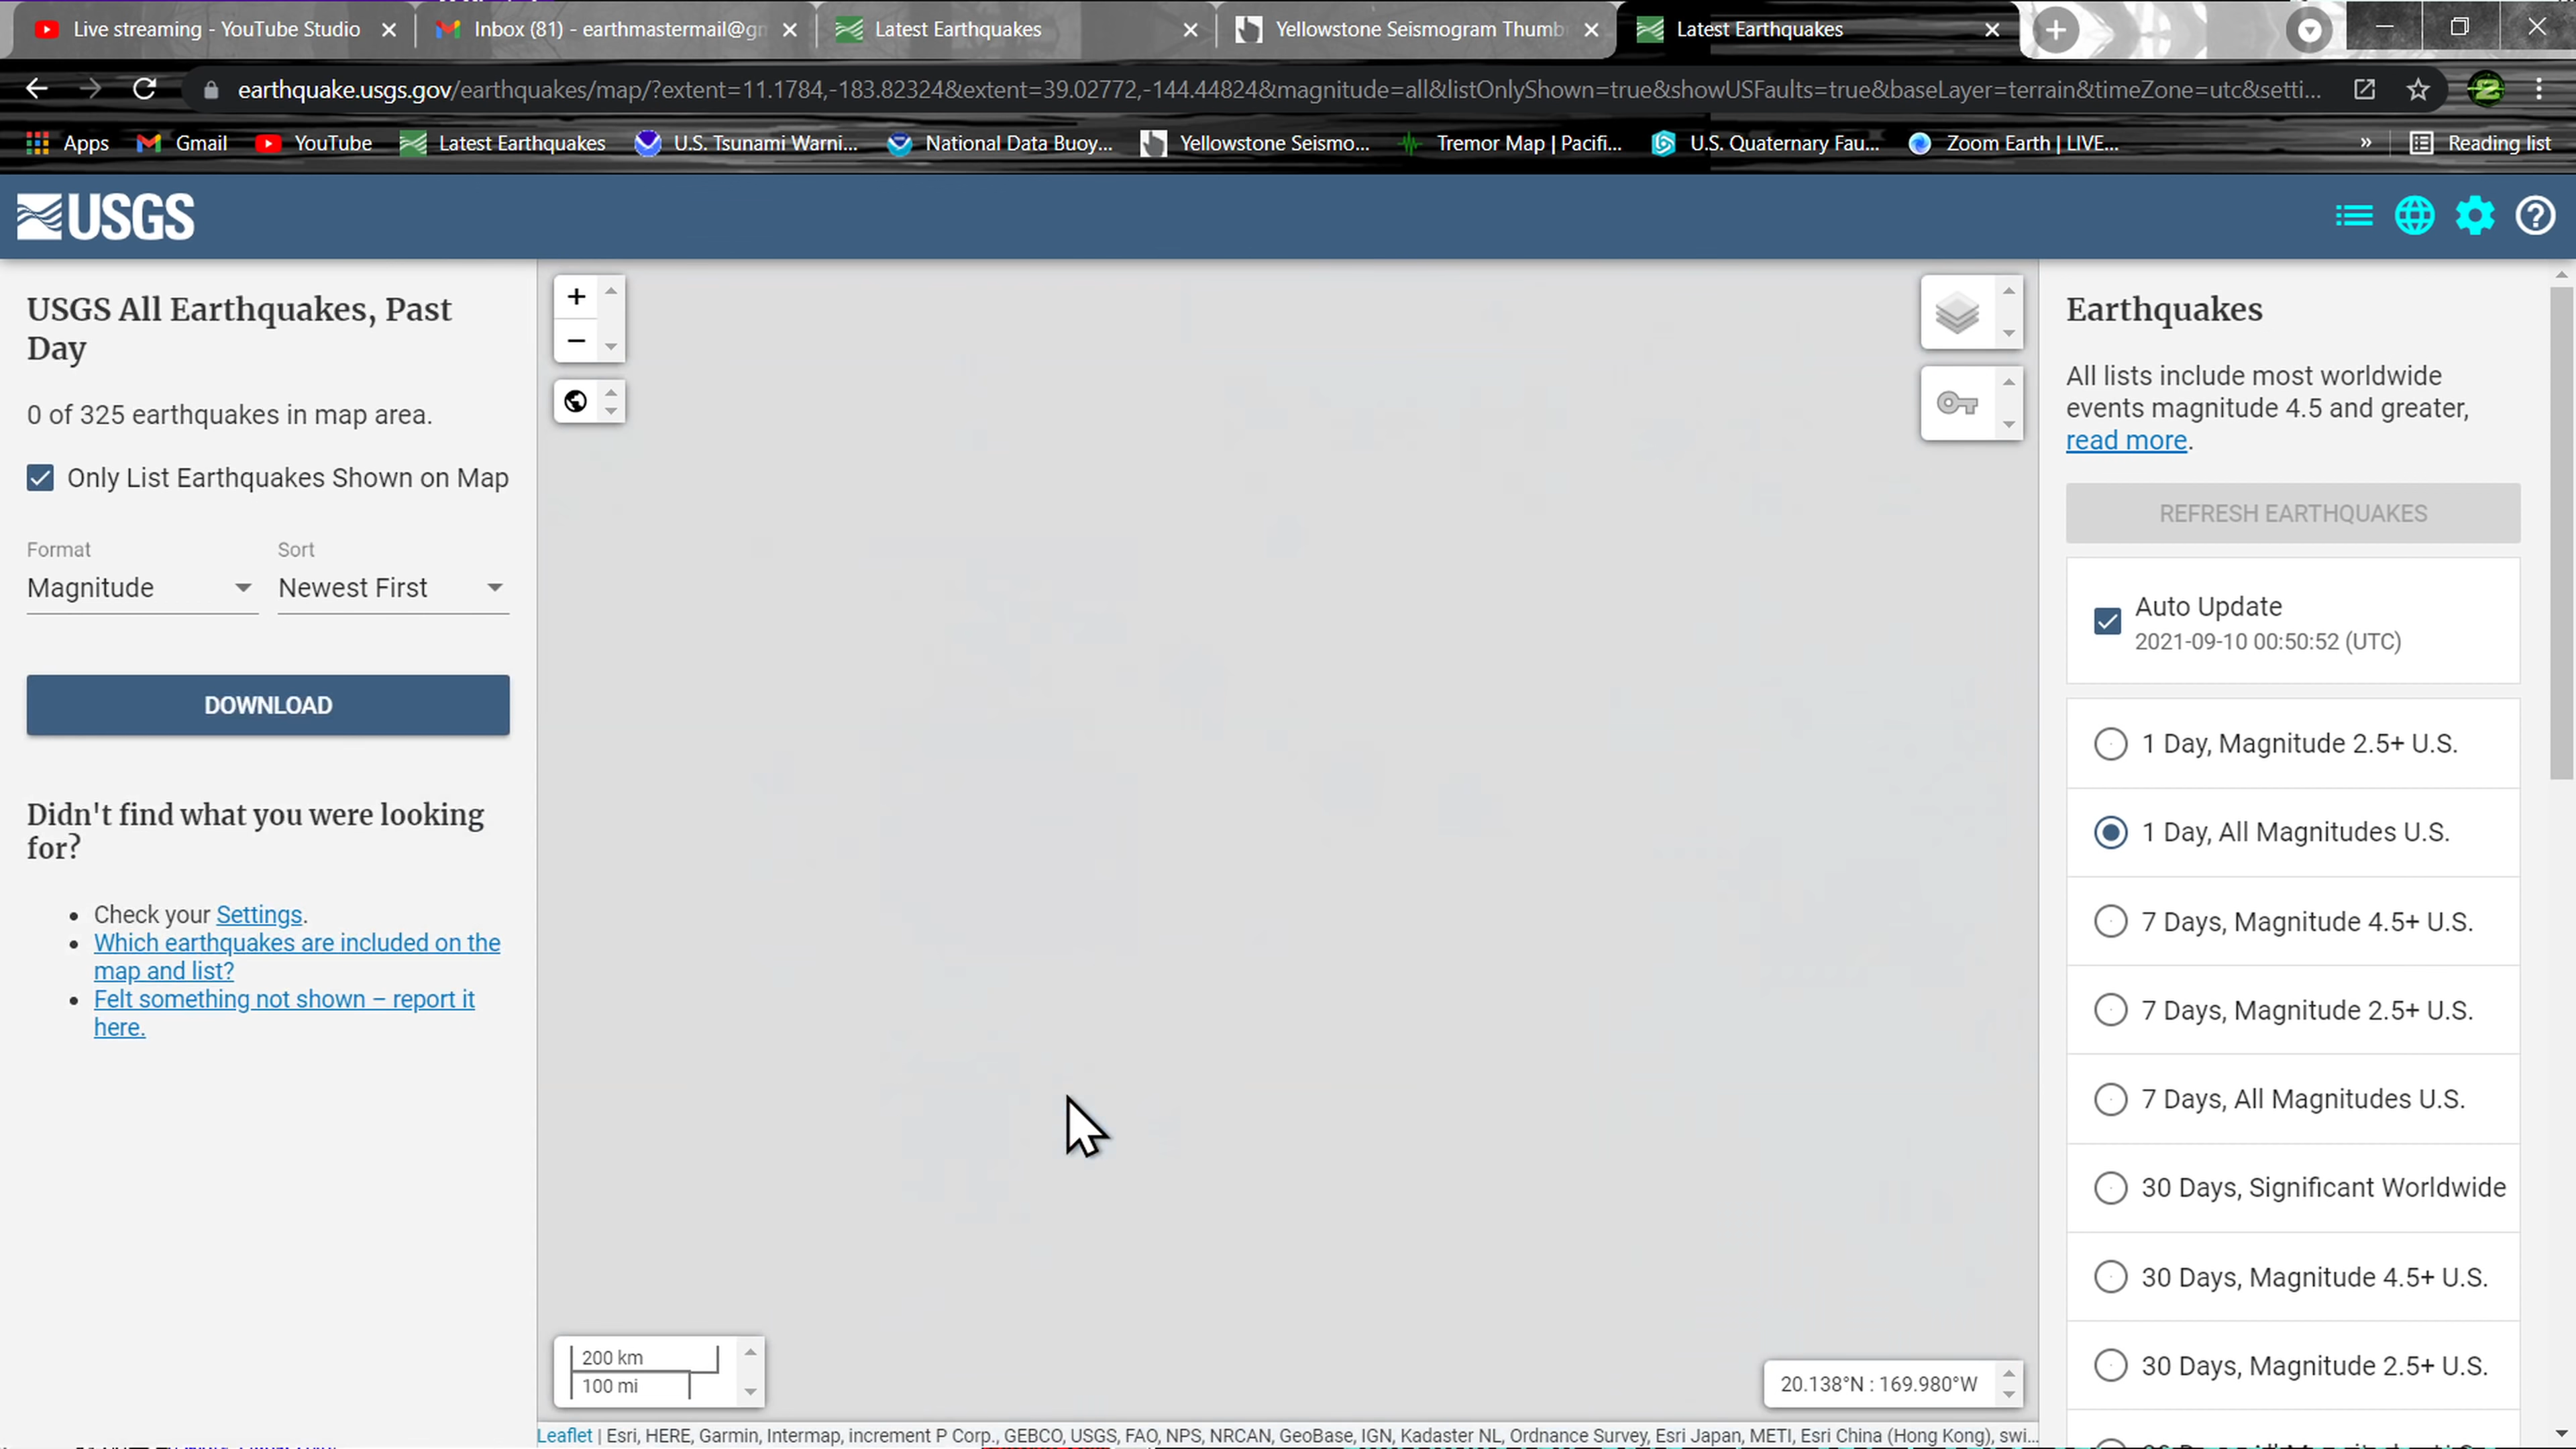 Live streaming - YouTube Studio
Inbox (81) - earthmastermail@gm
Latest Earthquakes
Yellowstone Seismogram Thumb
Latest Earthquakes
earthquake.usgs.gov/earthquakes/map/?extent=11.1784,-183.82324&extent=39.02772,-144.44824&magnitude=all&listOnlyShown=true&showUSFaults=true&baseLayer=terrain&timeZone=utc&setti...
Apps
Gmail
YouTube
Latest Earthquakes
U.S. Tsunami Warni...
National Data Buoy...
Yellowstone Seismo...
Tremor Map | Pacifi...
U.S. Quaternary Fau...
Zoom Earth | LIVE...
»
Reading list
USGS
USGS All Earthquakes, Past
Day
0 of 325 earthquakes in map area.
Only List Earthquakes Shown on Map
Format
Sort
Magnitude
Newest First
DOWNLOAD
Didn't find what you were looking
for?
• Check your Settings.
• Which earthquakes are included on the
map and list?
• Felt something not shown – report it
here.
+
−
200 km
100 mi
20.138°N : 169.980°W
Leaflet | Esri, HERE, Garmin, Intermap, increment P Corp., GEBCO, USGS, FAO, NPS, NRCAN, GeoBase, IGN, Kadaster NL, Ordnance Survey, Esri Japan, METI, Esri China (Hong Kong), swi...
Earthquakes
All lists include most worldwide
events magnitude 4.5 and greater,
read more.
REFRESH EARTHQUAKES
Auto Update
2021-09-10 00:50:52 (UTC)
1 Day, Magnitude 2.5+ U.S.
1 Day, All Magnitudes U.S.
7 Days, Magnitude 4.5+ U.S.
7 Days, Magnitude 2.5+ U.S.
7 Days, All Magnitudes U.S.
30 Days, Significant Worldwide
30 Days, Magnitude 4.5+ U.S.
30 Days, Magnitude 2.5+ U.S.